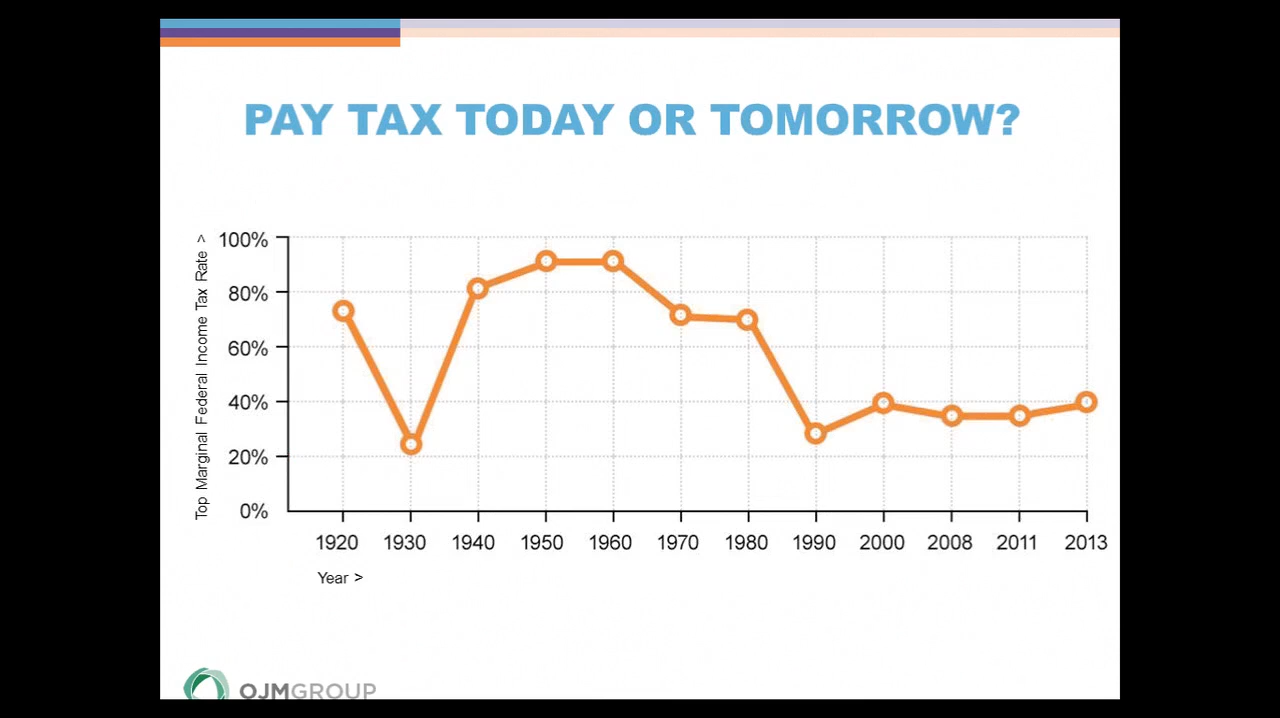 PAY TAX TODAY OR TOMORROW?
Top Marginal Federal Income Tax Rate >
100%
80%
60%
40%
20%
0%
1920 1930 1940 1950 1960 1970 1980 1990 2000 2008 2011 2013
Year >
OJMGROUP